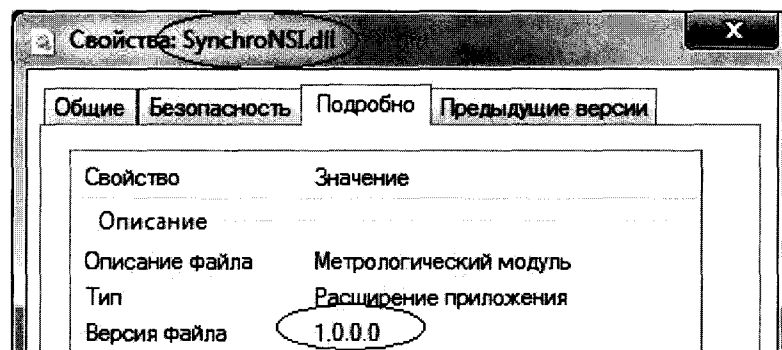 Свойства: SynchroNSI.dll
x
Общие Безопасность Подробно Предыдущие версии
Свойство Значение
Описание
Описание файла Метрологический модуль
Тип Расширение приложения
Версия файла 1.0.0.0